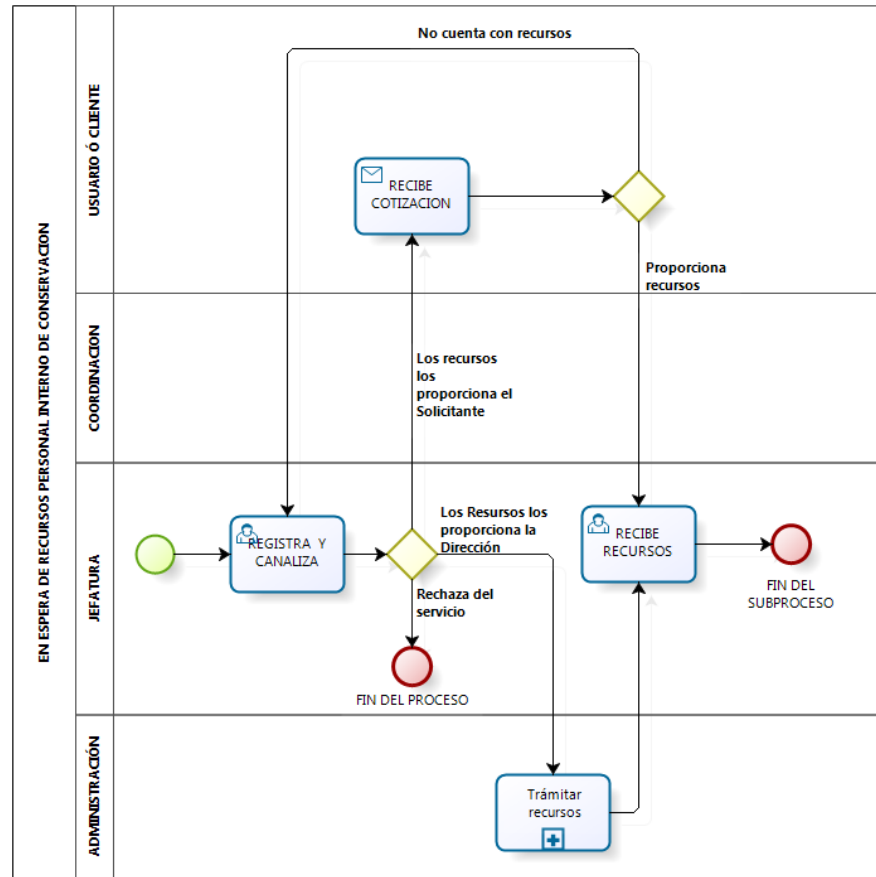 EN ESPERA DE RECURSOS PERSONAL INTERNO DE CONSERVACION
USUARIO Ó CLIENTE
No cuenta con recursos
RECIBE
COTIZACION
Proporciona
recursos
COORDINACION
Los recursos
los
proporciona el
Solicitante
JEFATURA
REGISTRA Y
CANALIZA
Los Resursos los
proporciona la
Dirección
Rechaza del
servicio
FIN DEL PROCESO
RECIBE
RECURSOS
FIN DEL
SUBPROCESO
ADMINISTRACIÓN
Trámitar
recursos